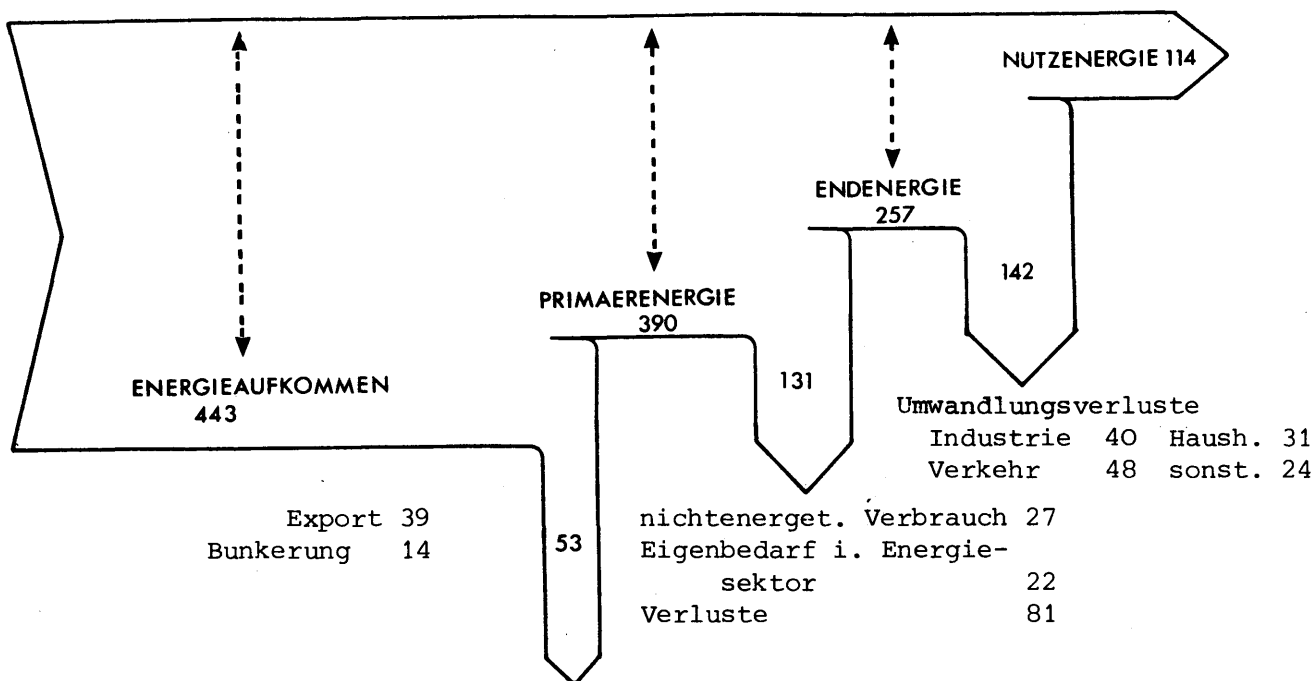 NUTZENERGIE 114
ENDENERGIE
257
142
PRIMAERENERGIE
390
131
ENERGIEAUFKOMMEN
443
Umwandlungsverluste
Industrie 40 Haush. 31
Verkehr 48 sonst. 24
Export 39
Bunkerung 14
53
nichtenerget. Verbrauch 27
Eigenbedarf i. Energie-
sektor 22
Verluste 81